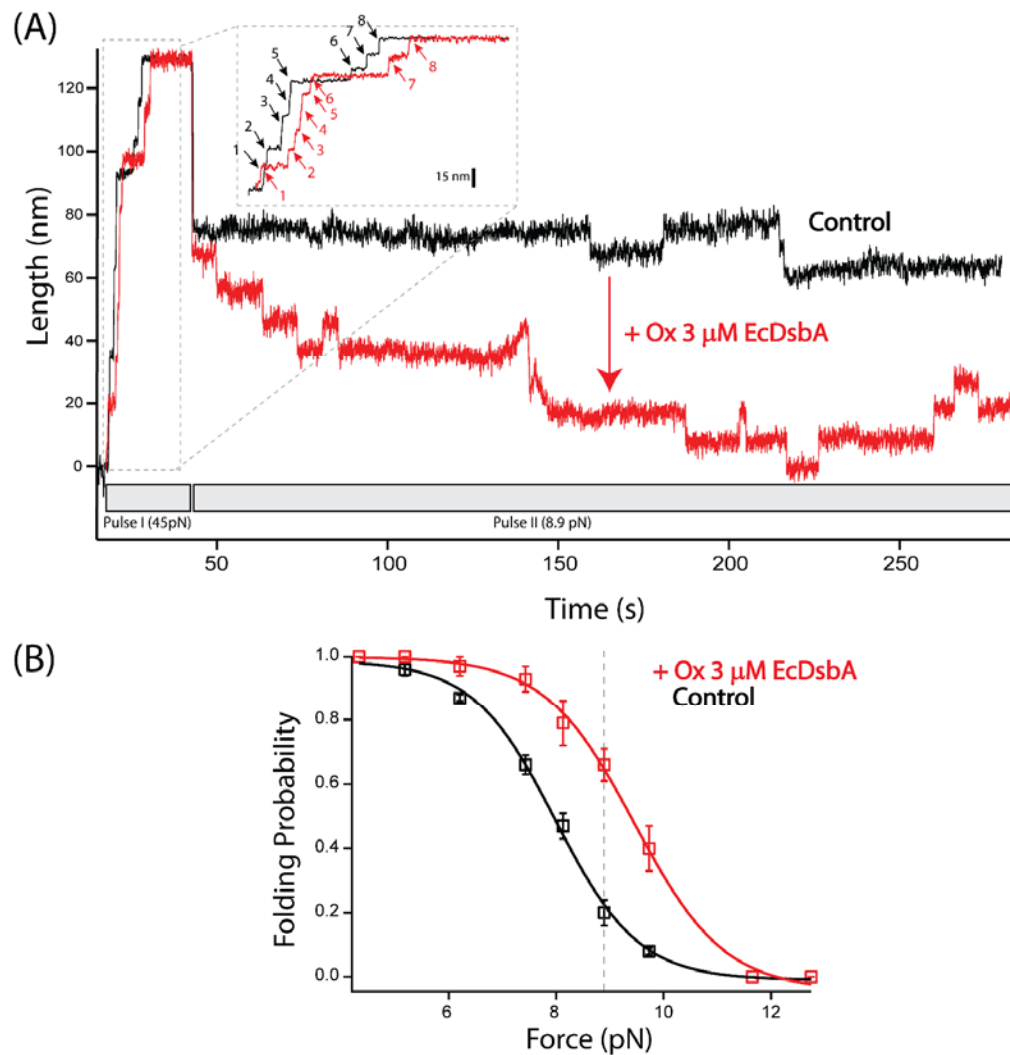 (A)
Length (nm)
120
100
80
60
40
20
0
1
2
3
4
5
6
7
8
1
2
3
4
5
6
7
8
15 nm
Control
+ Ox 3 μM EcDsbA
Pulse I (45pN)
Pulse II (8.9 pN)
50
100
150
200
250
Time (s)
(B)
Folding Probability
1.0
0.8
0.6
0.4
0.2
0.0
+ Ox 3 μM EcDsbA
Control
6
8
10
12
Force (pN)